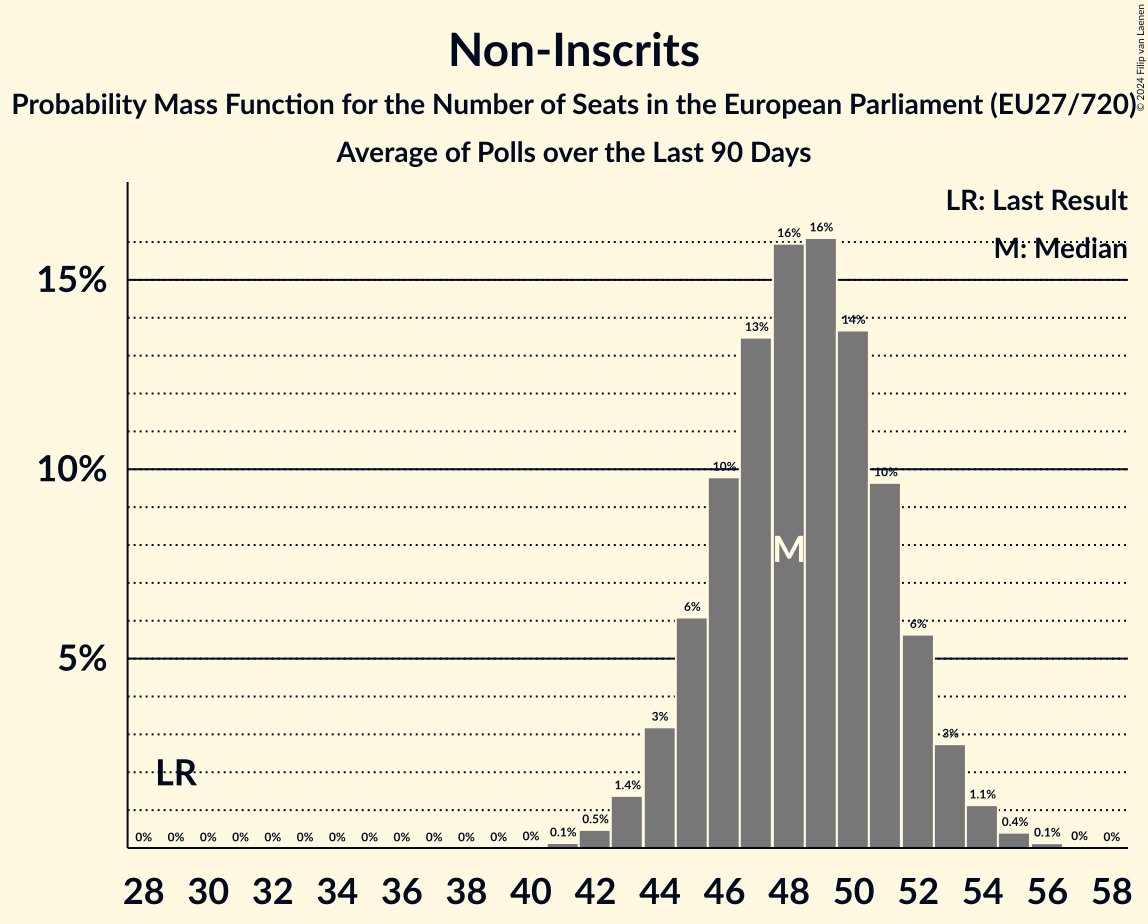 Non-Inscrits
Probability Mass Function for the Number of Seats in the European Parliament (EU27/720)
Average of Polls over the Last 90 Days
© 2024 Filip van Laenen
LR: Last Result
M: Median
16% 16%
15%
13% 14%
10% 10% 10%
M
6% 6%
5%
3% 3%
LR
1.4% 1.1%
0% 0% 0% 0% 0% 0% 0% 0% 0% 0% 0% 0% 0% 0.1% 0.5% 0.4% 0.1% 0% 0%
28 30 32 34 36 38 40 42 44 46 48 50 52 54 56 58